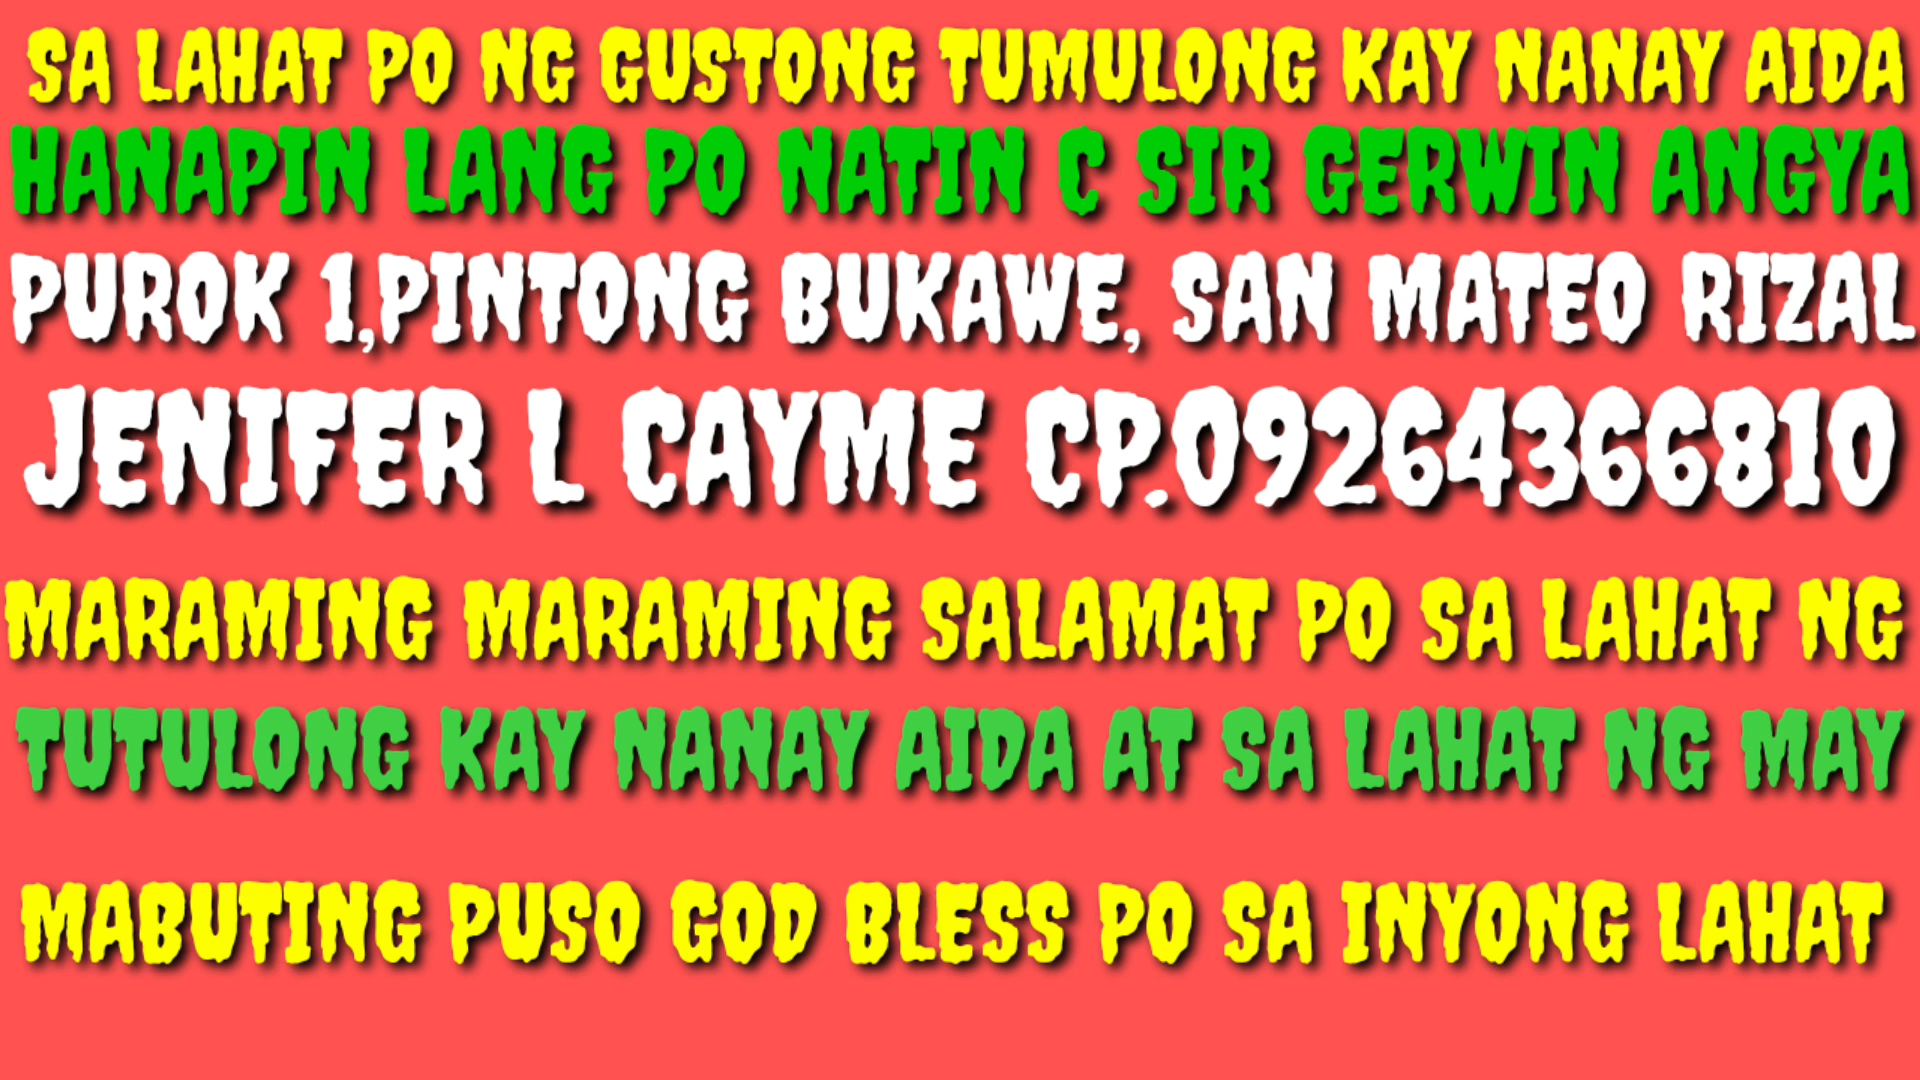 SA LAHAT PO NG GUSTONG TUMULONG KAY NANAY AIDA
HANAPIN LANG PO NATIN C SIR GERWIN ANGYA
PUROK 1,PINTONG BUKAWE, SAN MATEO RIZAL
JENIFER L CAYME CP.09264366810
MARAMING MARAMING SALAMAT PO SA LAHAT NG
TUTULONG KAY NANAY AIDA AT SA LAHAT NG MAY
MABUTING PUSO GOD BLESS PO SA INYONG LAHAT